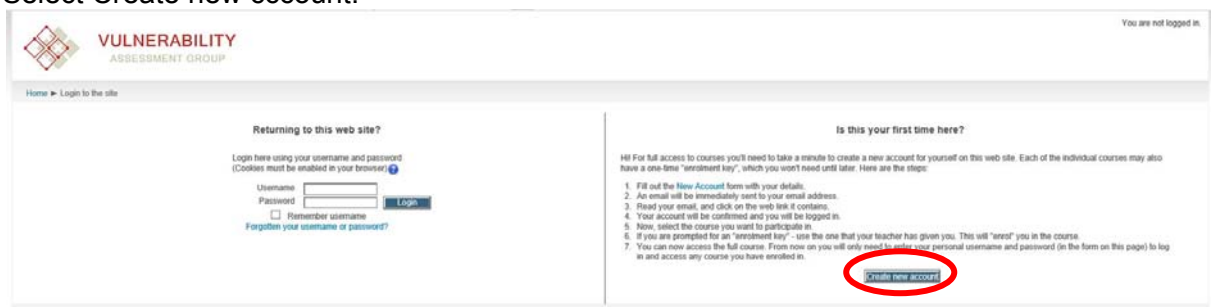 Select Create new account.
You are not logged in.
VULNERABILITY
ASSESSMENT GROUP
Home ► Login to the site
Returning to this web site?
Login here using your username and password
(Cookies must be enabled in your browser)?
Username
Password
Login
Remember username
Forgotten your username or password?
Is this your first time here?
Hi! For full access to courses you'll need to take a minute to create a new account for yourself on this web site. Each of the individual courses may also
have a one-time "enrolment key", which you won't need until later. Here are the steps:
1. Fill out the New Account form with your details.
2. An email will be immediately sent to your email address.
3. Read your email, and click on the web link it contains.
4. Your account will be confirmed and you will be logged in.
5. Now, select the course you want to participate in.
6. If you are prompted for an "enrolment key" - use the one that your teacher has given you. This will "enrol" you in the course.
7. You can now access the full course. From now on you will only need to enter your personal username and password (in the form on this page) to log
in and access any course you have enrolled in.
Create new account